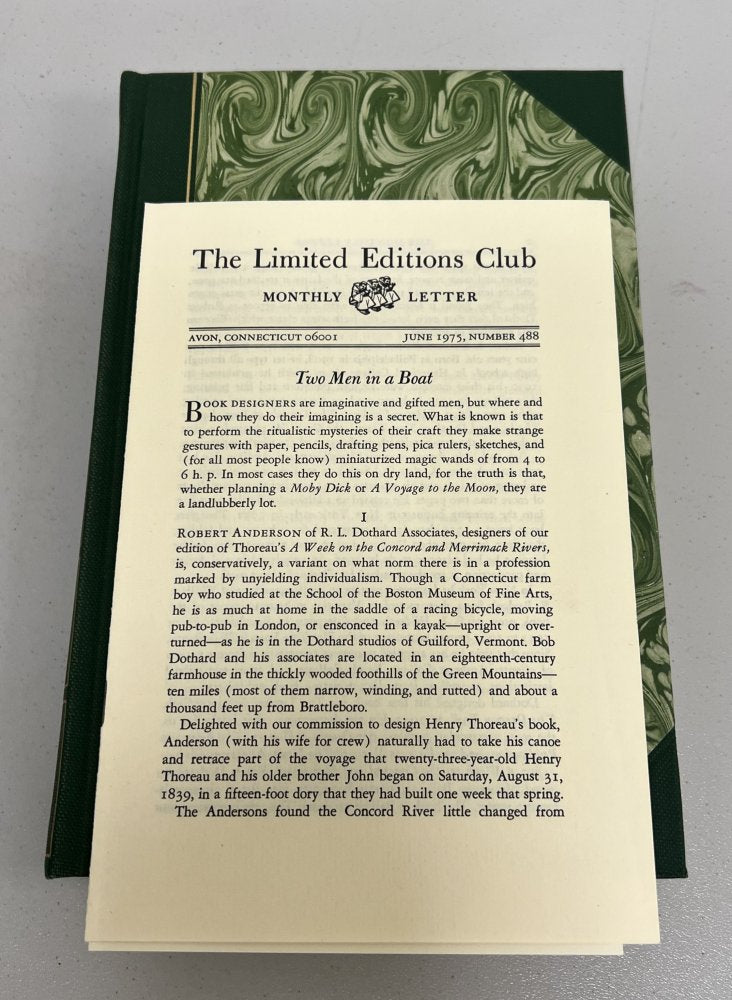 The Limited Editions Club
MONTHLY LETTER
AVON, CONNECTICUT 06001 JUNE 1975, NUMBER 488
Two Men in a Boat
BOOK DESIGNERS are imaginative and gifted men, but where and
how they do their imagining is a secret. What is known is that
to perform the ritualistic mysteries of their craft they make strange
gestures with paper, pencils, drafting pens, pica rulers, sketches, and
(for all most people know) miniaturized magic wands of from 4 to
6 h. p. In most cases they do this on dry land, for the truth is that,
whether planning a Moby Dick or A Voyage to the Moon, they are
a landlubberly lot.
I
ROBERT ANDERSON of R. L. Dothard Associates, designers of our
edition of Thoreau's A Week on the Concord and Merrimack Rivers,
is, conservatively, a variant on what norm there is in a profession
marked by unyielding individualism. Though a Connecticut farm
boy who studied at the School of the Boston Museum of Fine Arts,
he is as much at home in the saddle of a racing bicycle, moving
pub-to-pub in London, or ensconced in a kayak—upright or over-
turned—as he is in the Dothard studios of Guilford, Vermont. Bob
Dothard and his associates are located in an eighteenth-century
farmhouse in the thickly wooded foothills of the Green Mountains—
ten miles (most of them narrow, winding, and rutted) and about a
thousand feet up from Brattleboro.
Delighted with our commission to design Henry Thoreau's book,
Anderson (with his wife for crew) naturally had to take his canoe
and retrace part of the voyage that twenty-three-year-old Henry
Thoreau and his older brother John began on Saturday, August 31,
1839, in a fifteen-foot dory that they had built one week that spring.
The Andersons found the Concord River little changed from